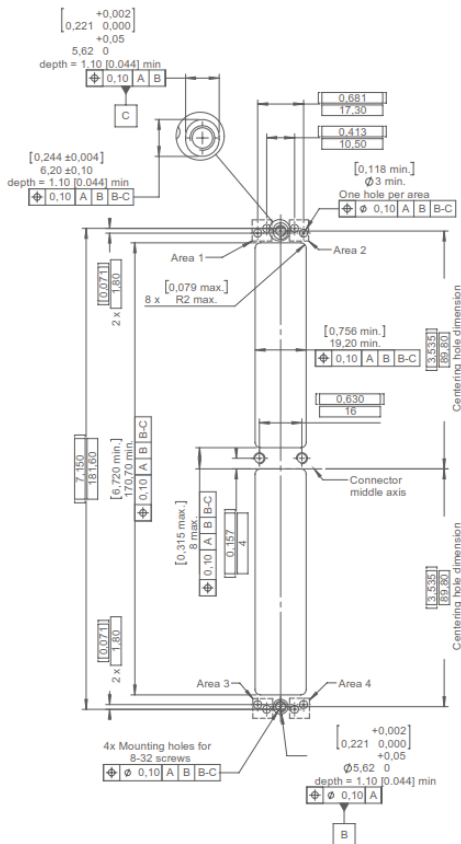 +0,002
[0,221 0,000]
+0,05
5,62 0
depth = 1.10 [0.044] min
⌖ 0,10 A B
C
[0,244 ±0,004]
6,20 ±0,10
depth = 1.10 [0.044] min
⌖ 0,10 A B B-C
0,681
17,30
0,413
10,50
[0,118 min.]
Ø3 min.
One hole per area
⌖ ø 0,10 A B B-C
Area 1
Area 2
[0,079 max.]
8 x R2 max.
[0,071]
1,80
2 x
[0,756 min.]
19,20 min.
⌖ 0,10 A B B-C
[3,535]
89,80
Centering hole dimension
0,630
16
7,150
181,60
[6,720 min.]
170,70 min.
⌖ 0,10 A B B-C
[0,315 max.]
8 max.
⌖ 0,10 A B B-C
0,157
4
Connector
middle axis
[3,535]
89,80
Centering hole dimension
[0,071]
1,80
2 x
Area 3
Area 4
4x Mounting holes for
8-32 screws
⌖ ø 0,10 A B B-C
+0,002
[0,221 0,000]
+0,05
Ø5,62 0
depth = 1,10 [0.044] min
⌖ ø 0,10 A
B